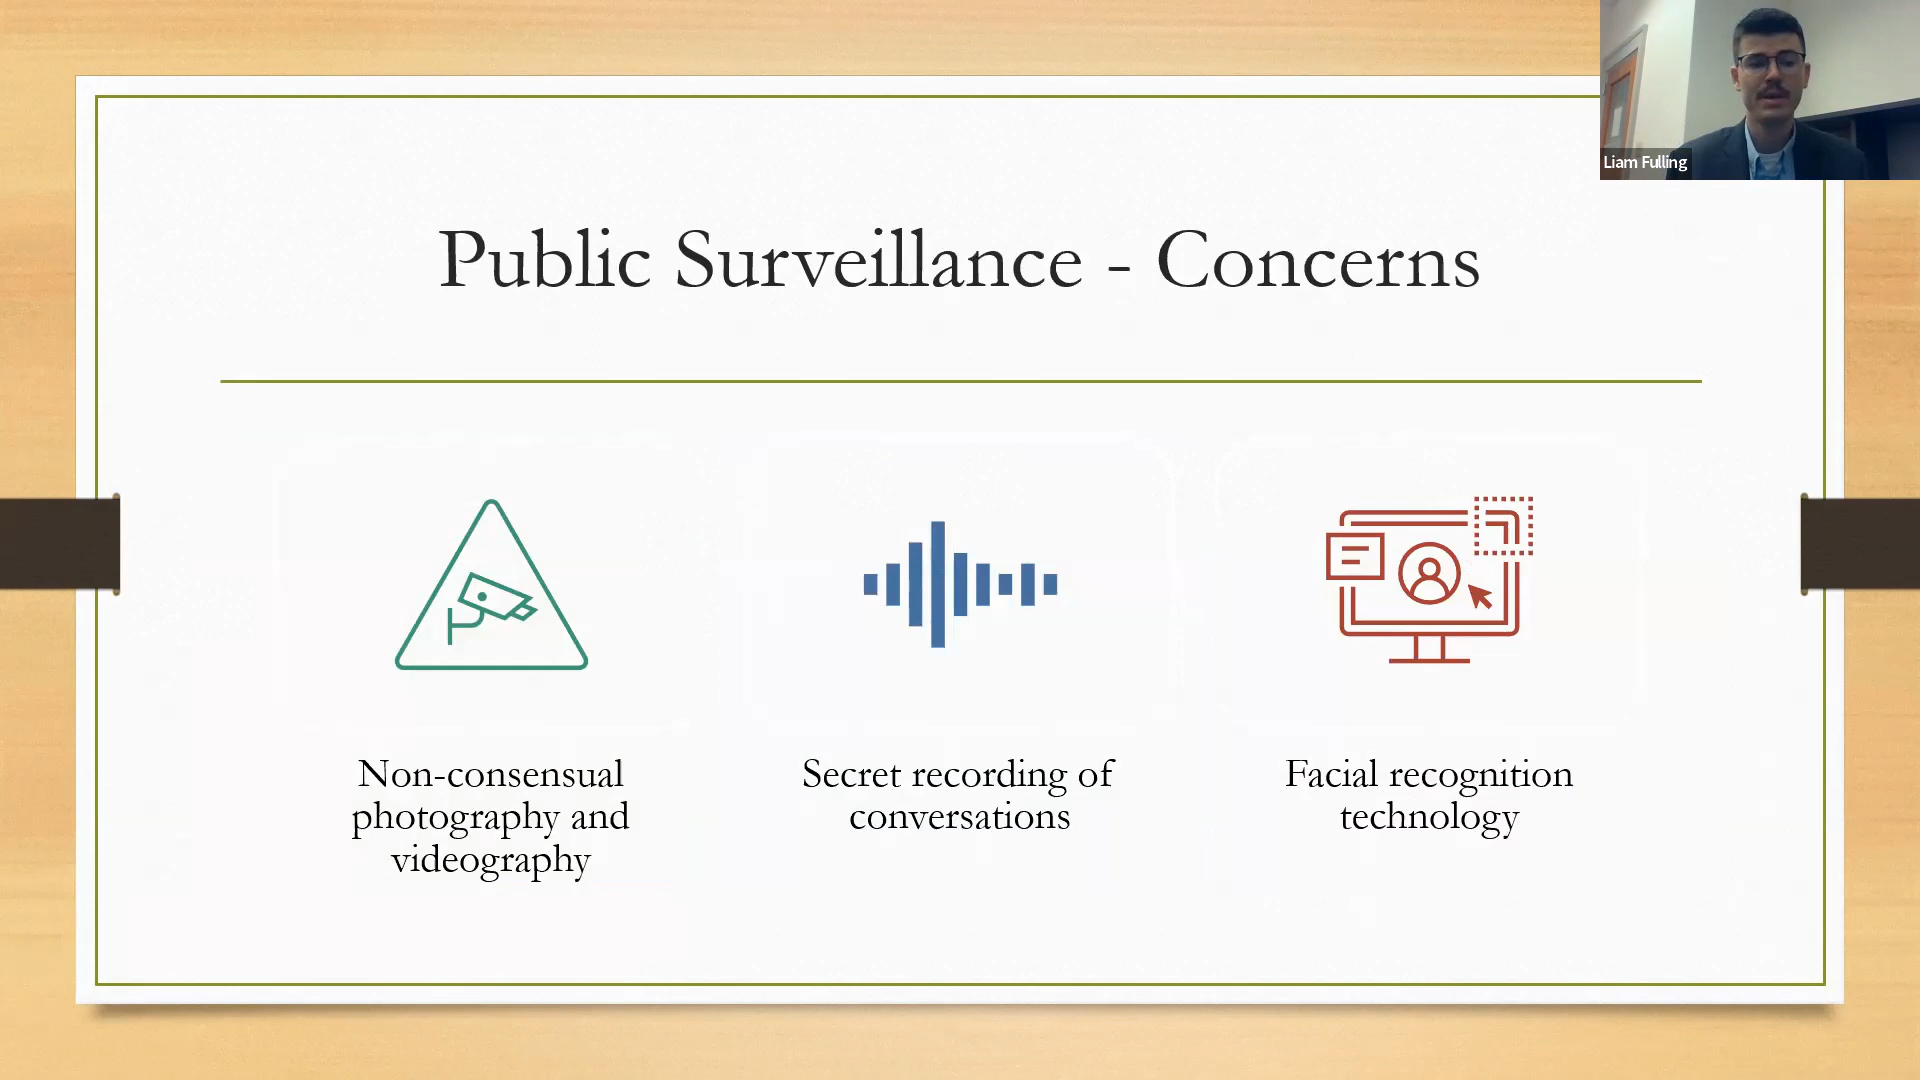 Liam Fulling
Public Surveillance - Concerns
Non-consensual
photography and
videography
Secret recording of
conversations
Facial recognition
technology